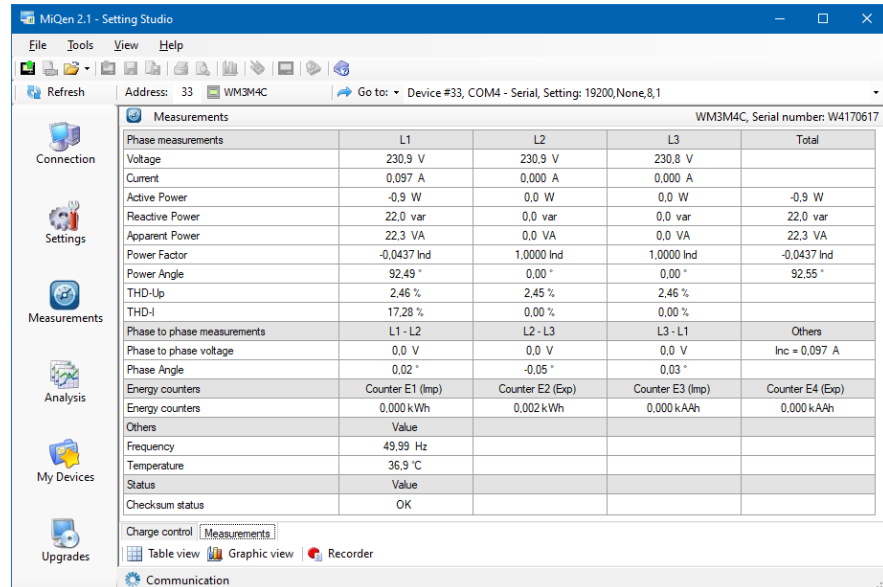 MiQen 2.1 - Setting Studio
File Tools View Help
Refresh Address: 33 WM3M4C Go to: Device #33, COM4 - Serial, Setting: 19200,None,8,1
Measurements WM3M4C, Serial number: W4170617
Connection
Settings
Measurements
Analysis
My Devices
Upgrades
Phase measurements L1 L2 L3 Total
Voltage 230,9 V 230,9 V 230,8 V
Current 0,097 A 0,000 A 0,000 A
Active Power -0,9 W 0,0 W 0,0 W -0,9 W
Reactive Power 22,0 var 0,0 var 0,0 var 22,0 var
Apparent Power 22,3 VA 0,0 VA 0,0 VA 22,3 VA
Power Factor -0,0437 Ind 1,0000 Ind 1,0000 Ind -0,0437 Ind
Power Angle 92,49 ° 0,00 ° 0,00 ° 92,55 °
THD-Up 2,46 % 2,45 % 2,46 %
THD-I 17,28 % 0,00 % 0,00 %
Phase to phase measurements L1 - L2 L2 - L3 L3 - L1 Others
Phase to phase voltage 0,0 V 0,0 V 0,0 V Inc = 0,097 A
Phase Angle 0,02 ° -0,05 ° 0,03 °
Energy counters Counter E1 (Imp) Counter E2 (Exp) Counter E3 (Imp) Counter E4 (Exp)
Energy counters 0,000 kWh 0,002 kWh 0,000 kAAh 0,000 kAAh
Others Value
Frequency 49,99 Hz
Temperature 36,9 °C
Status Value
Checksum status OK
Charge control Measurements
Table view Graphic view Recorder
Communication